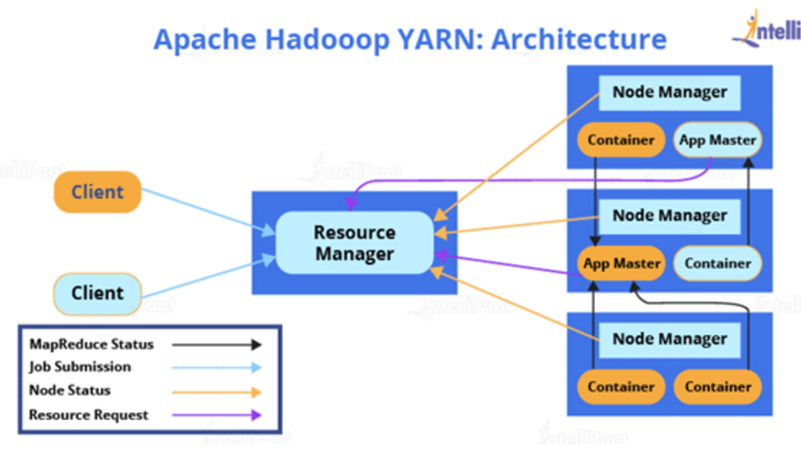 Apache Hadooop YARN: Architecture
ntelli
Node Manager
Container
App Master
Client
Resource
Manager
Node Manager
App Master
Container
Client
Node Manager
Container
Container
MapReduce Status
Job Submission
Node Status
Resource Request